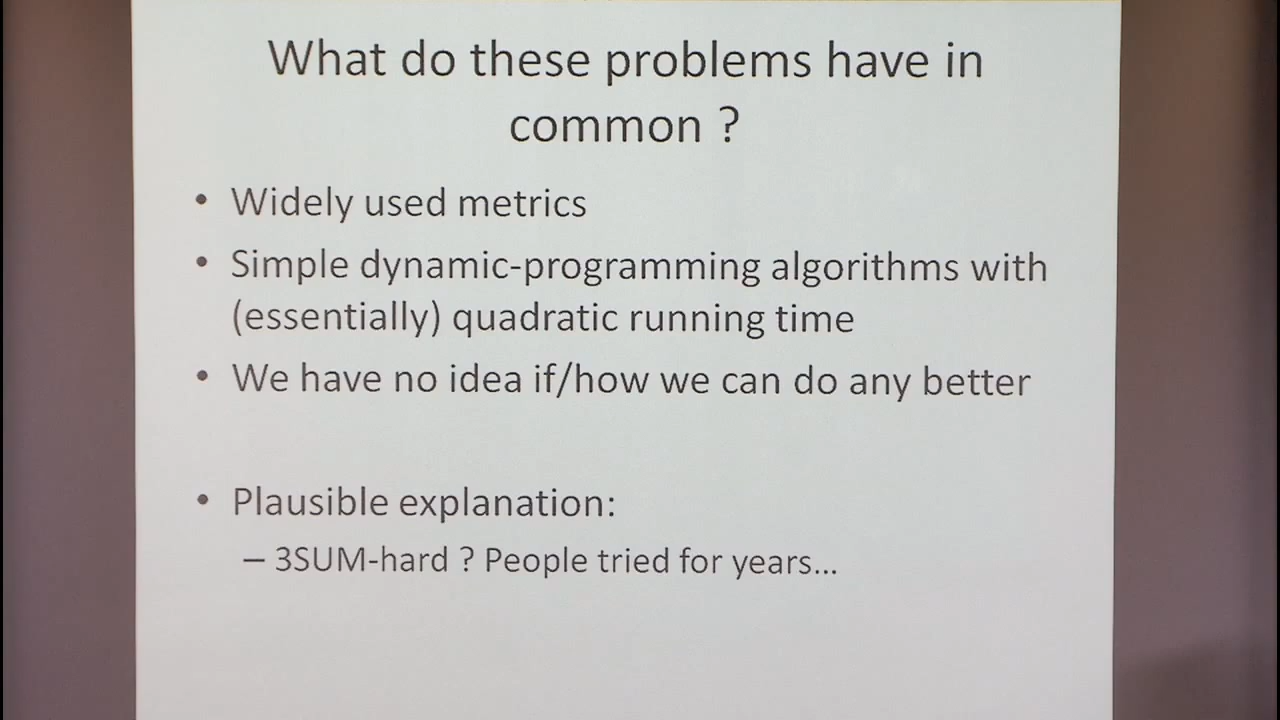 What do these problems have in
common ?
• Widely used metrics
• Simple dynamic-programming algorithms with
(essentially) quadratic running time
• We have no idea if/how we can do any better
• Plausible explanation:
– 3SUM-hard ? People tried for years...